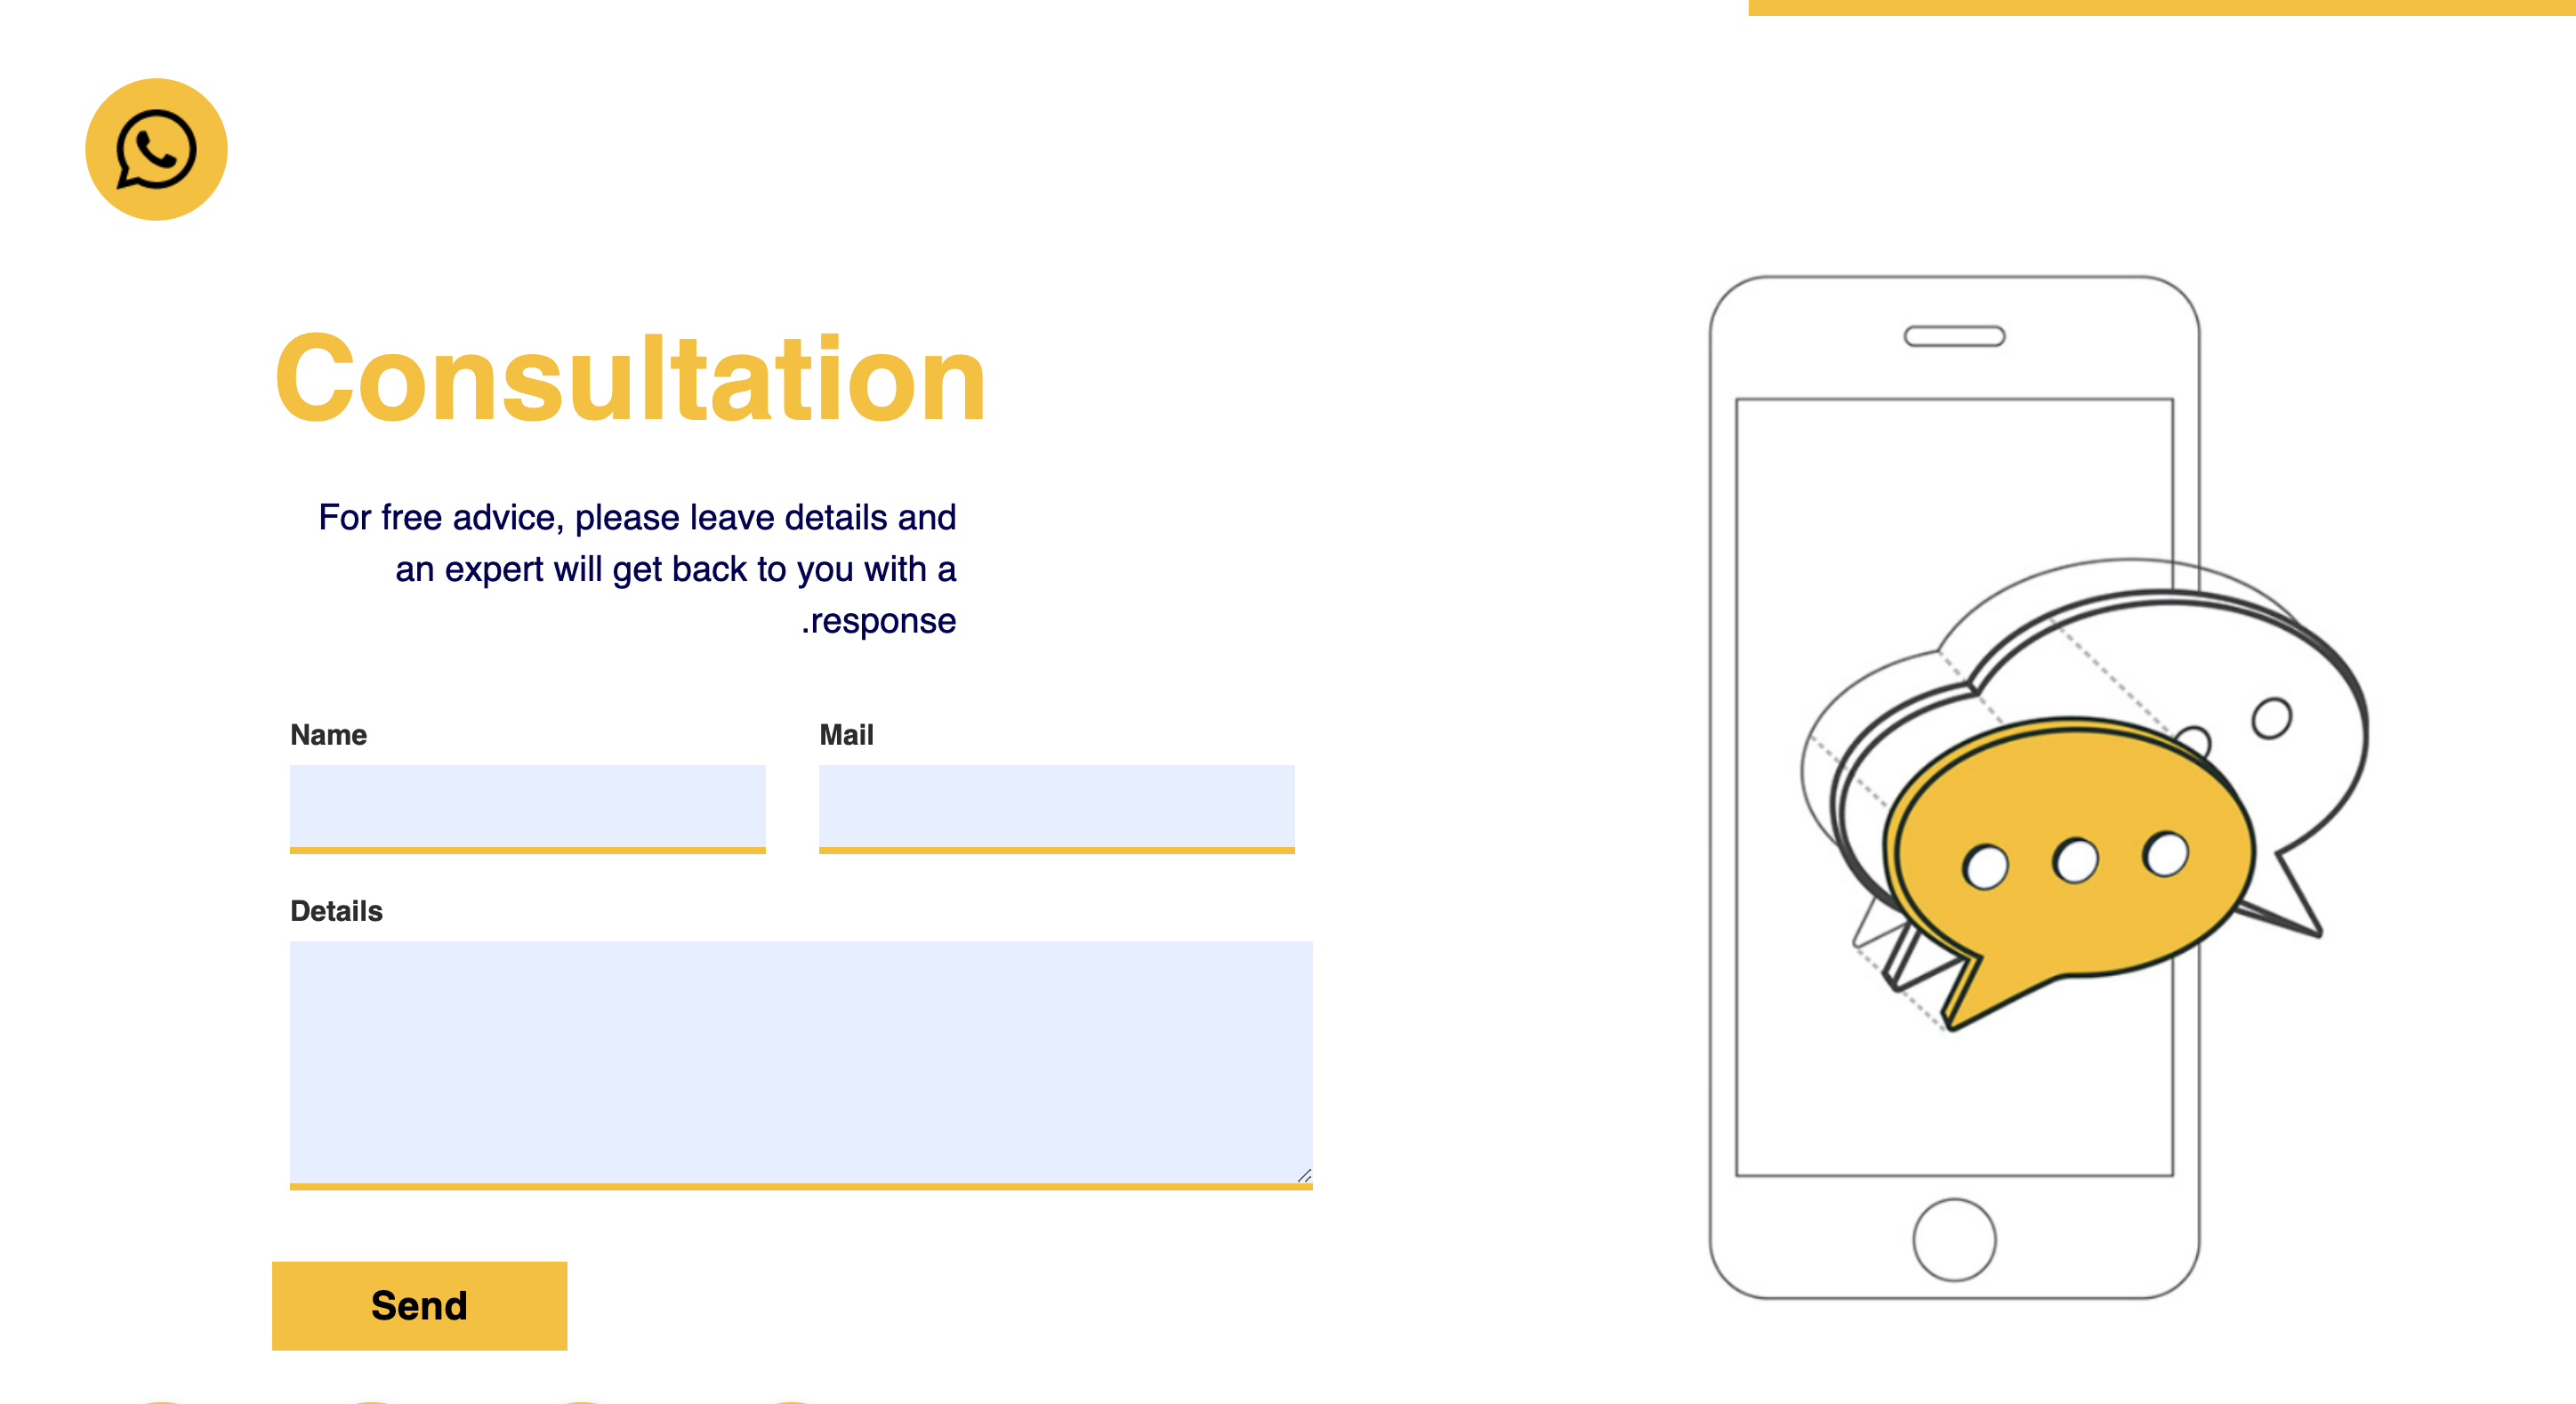 Consultation
For free advice, please leave details and
an expert will get back to you with a
.response
Name
Mail
Details
Send